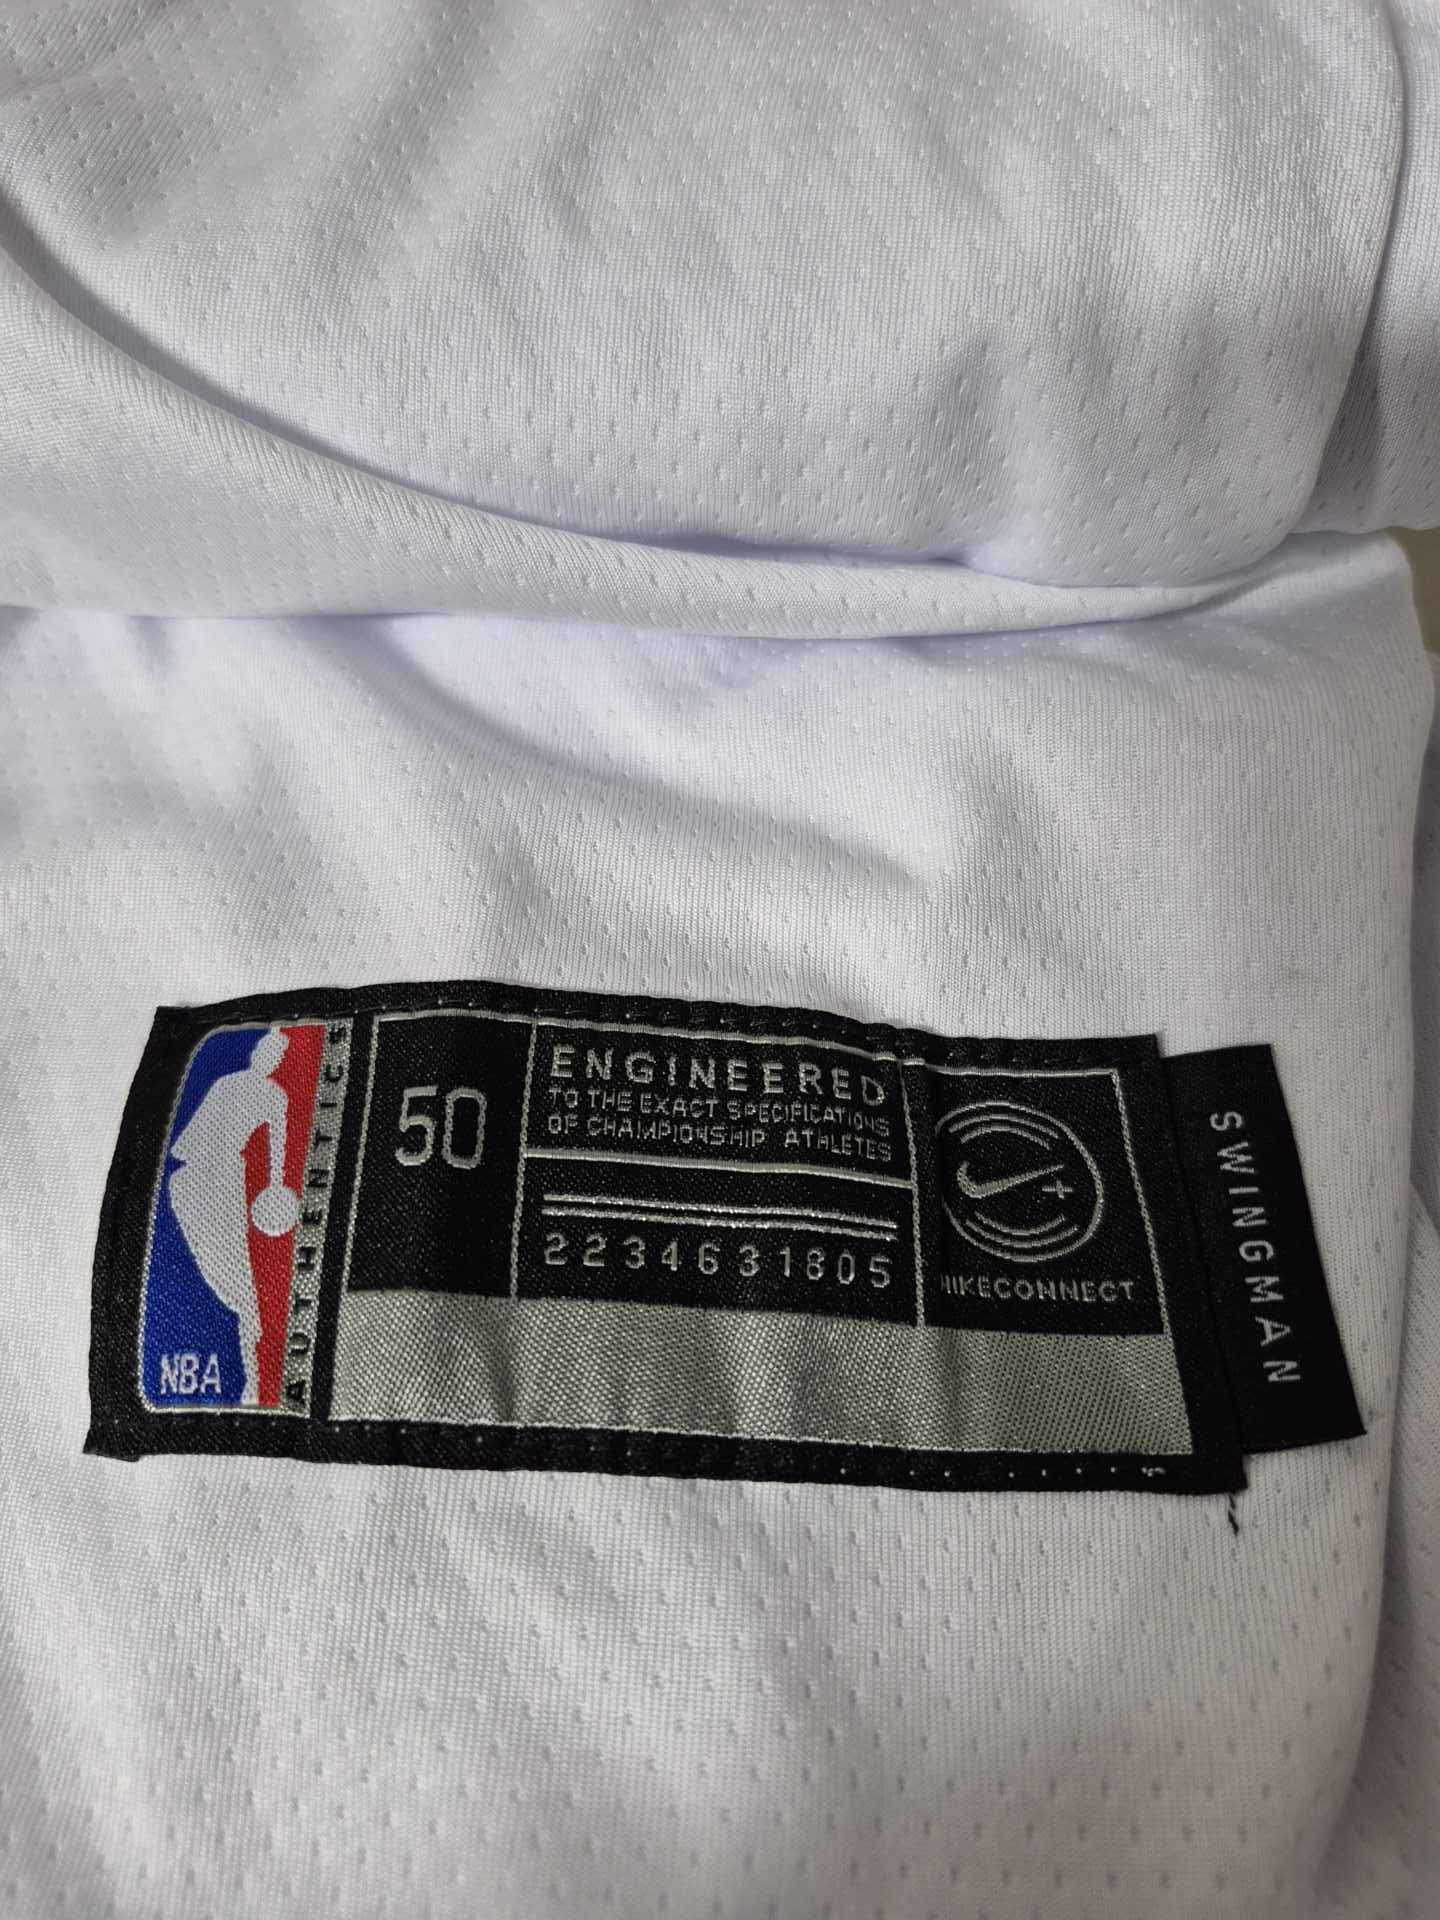 NBA
AUTHENTICS
50
ENGINEERED
TO THE EXACT SPECIFICATIONS
OF CHAMPIONSHIP ATHLETES
2234631805
NIKECONNECT
SWINGMAN